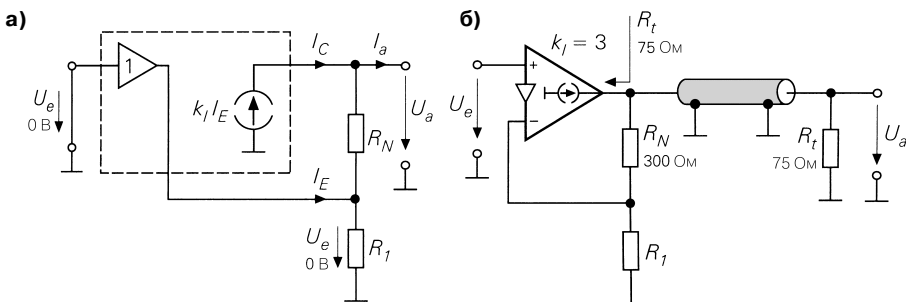 а)
1
I_C
I_a
U_e
0 В
k_I I_E
R_N
U_a
I_E
U_e
0 В
R_1
б)
k_I = 3
R_t
75 Ом
+
−
U_e
R_N
300 Ом
R_t
75 Ом
U_a
R_1